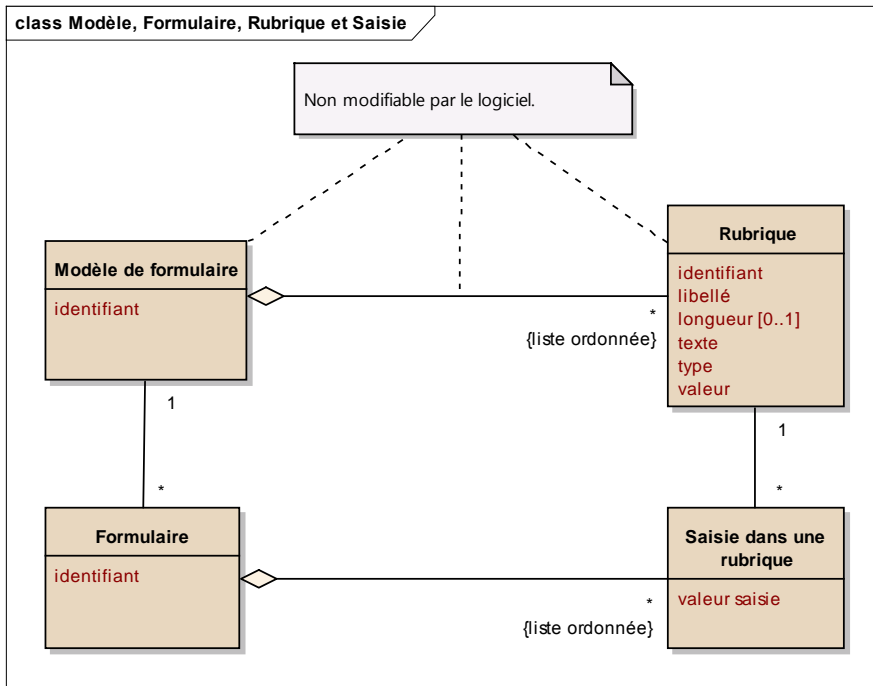 class Modèle, Formulaire, Rubrique et Saisie
Non modifiable par le logiciel.
Modèle de formulaire
identifiant
Rubrique
identifiant
libellé
longueur [0..1]
texte
type
valeur
*
{liste ordonnée}
1
*
1
*
Formulaire
identifiant
Saisie dans une
rubrique
valeur saisie
*
{liste ordonnée}